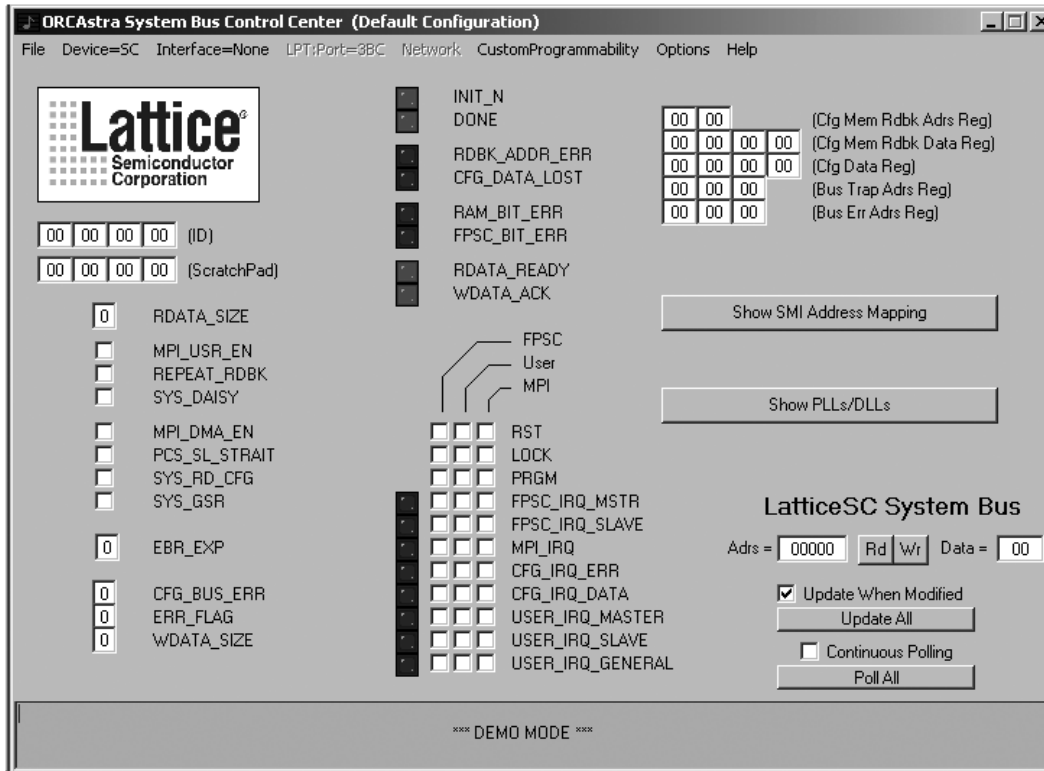 ORCAstra System Bus Control Center (Default Configuration)
File Device=SC Interface=None LPT:Port=3BC Network CustomProgrammability Options Help
Lattice®
Semiconductor
Corporation
00 00 00 00 (ID)
00 00 00 00 (ScratchPad)
0 RDATA_SIZE
MPI_USR_EN
REPEAT_RDBK
SYS_DAISY
MPI_DMA_EN
PCS_SL_STRAIT
SYS_RD_CFG
SYS_GSR
0 EBR_EXP
0 CFG_BUS_ERR
0 ERR_FLAG
0 WDATA_SIZE
INIT_N
DONE
RDBK_ADDR_ERR
CFG_DATA_LOST
RAM_BIT_ERR
FPSC_BIT_ERR
RDATA_READY
WDATA_ACK
FPSC
User
MPI
RST
LOCK
PRGM
FPSC_IRQ_MSTR
FPSC_IRQ_SLAVE
MPI_IRQ
CFG_IRQ_ERR
CFG_IRQ_DATA
USER_IRQ_MASTER
USER_IRQ_SLAVE
USER_IRQ_GENERAL
00 00 (Cfg Mem Rdbk Adrs Reg)
00 00 00 00 (Cfg Mem Rdbk Data Reg)
00 00 00 00 (Cfg Data Reg)
00 00 00 (Bus Trap Adrs Reg)
00 00 00 (Bus Err Adrs Reg)
Show SMI Address Mapping
Show PLLs/DLLs
LatticeSC System Bus
Adrs = 00000 Rd Wr Data = 00
Update When Modified
Update All
Continuous Polling
Poll All
*** DEMO MODE ***